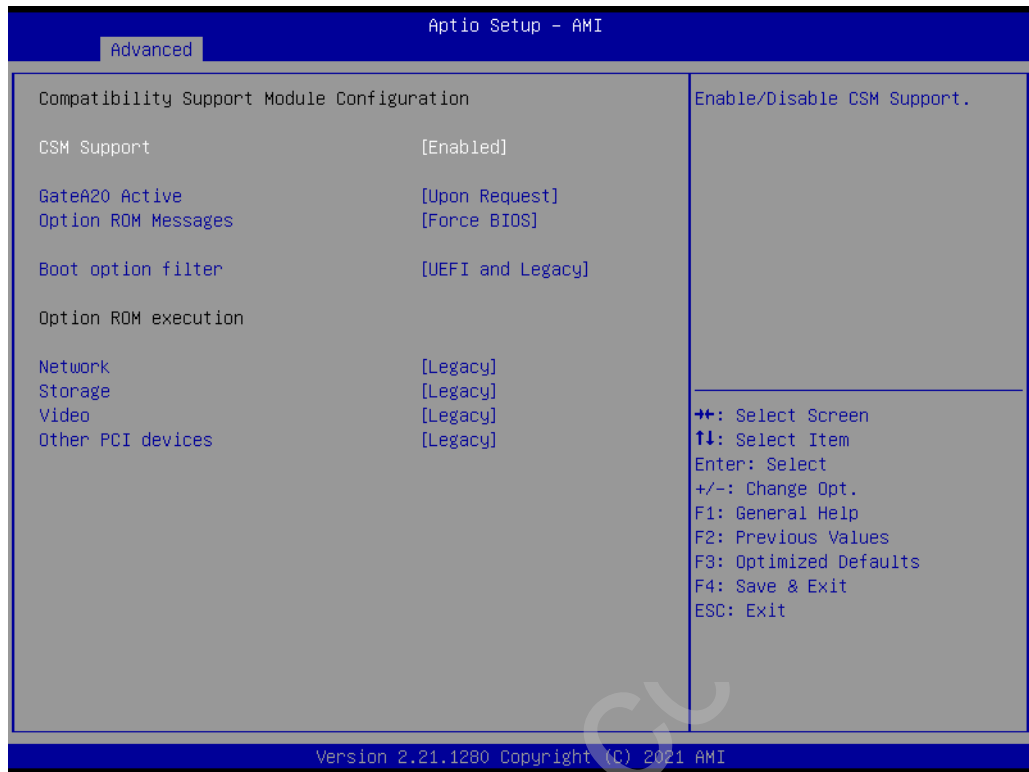 Aptio Setup – AMI
Advanced
Compatibility Support Module Configuration
CSM Support [Enabled]
GateA20 Active [Upon Request]
Option ROM Messages [Force BIOS]
Boot option filter [UEFI and Legacy]
Option ROM execution
Network [Legacy]
Storage [Legacy]
Video [Legacy]
Other PCI devices [Legacy]
Enable/Disable CSM Support.
→←: Select Screen
↑↓: Select Item
Enter: Select
+/-: Change Opt.
F1: General Help
F2: Previous Values
F3: Optimized Defaults
F4: Save & Exit
ESC: Exit
Version 2.21.1280 Copyright (C) 2021 AMI